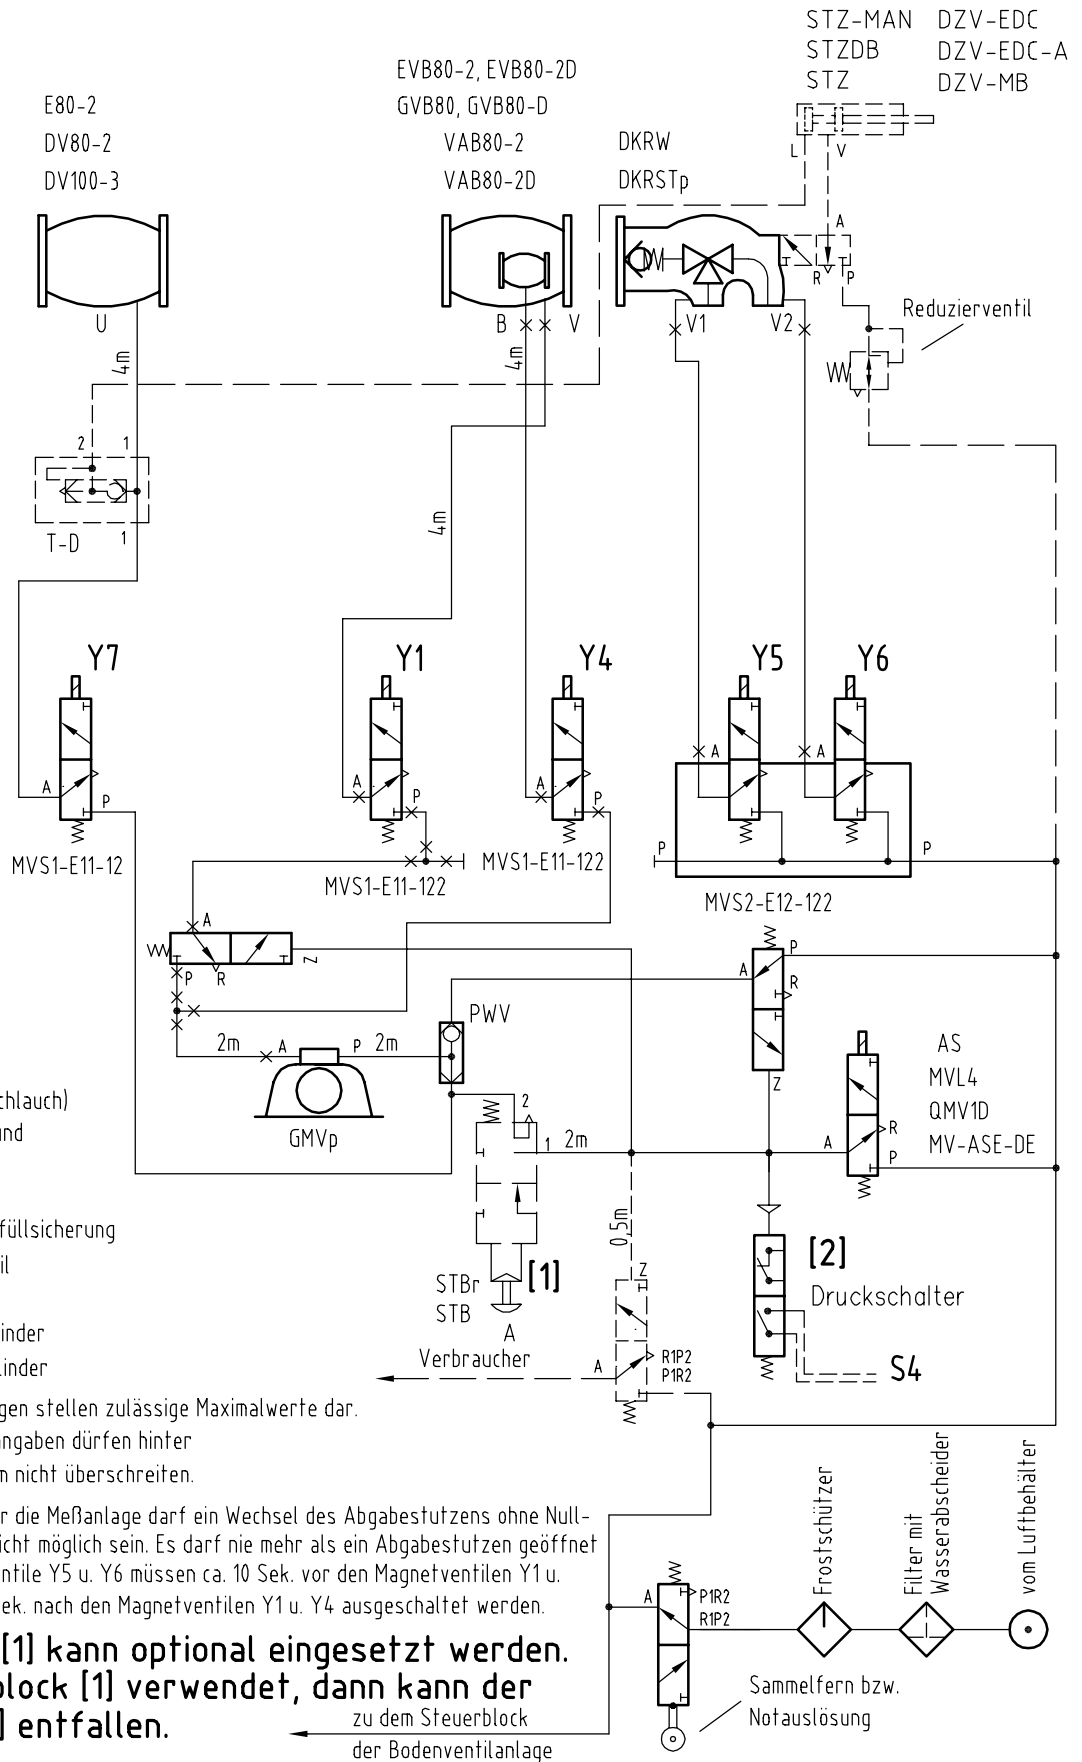 STZ-MAN DZV-EDC
STZDB DZV-EDC-A
STZ DZV-MB
EVB80-2, EVB80-2D
GVB80, GVB80-D
VAB80-2
VAB80-2D
E80-2
DV80-2
DV100-3
DKRW
DKRSTp
L V
A
R P
U
B V
V1 V2
Reduzierventil
4m
4m
2 1
4m
T-D 1
Y7 Y1 Y4 Y5 Y6
A P
A P
A P
A A
P P
MVS1-E11-12
MVS1-E11-122
MVS1-E11-122
MVS2-E12-122
A
P R Z
P
A
R
Z
PWV
2m A P 2m
GMVp
AS
MVL4
QMV1D
MV-ASE-DE
A R
P
2
1 2m
chlauch)
und
füllsicherung
il
inder
linder
0,5m
Z
[1]
STBr
STB
A
Verbraucher
A R1P2
P1R2
[2]
Druckschalter
S4
gen stellen zulässige Maximalwerte dar.
angaben dürfen hinter
m nicht überschreiten.
r die Meßanlage darf ein Wechsel des Abgabestutzens ohne Null-
icht möglich sein. Es darf nie mehr als ein Abgabestutzen geöffnet
entile Y5 u. Y6 müssen ca. 10 Sek. vor den Magnetventilen Y1 u.
ek. nach den Magnetventilen Y1 u. Y4 ausgeschaltet werden.
[1] kann optional eingesetzt werden.
block [1] verwendet, dann kann der
] entfallen.
zu dem Steuerblock
der Bodenventilanlage
A P1R2
R1P2
Frostschützer
Filter mit
Wasserabscheider
vom Luftbehälter
Sammelfern bzw.
Notauslösung